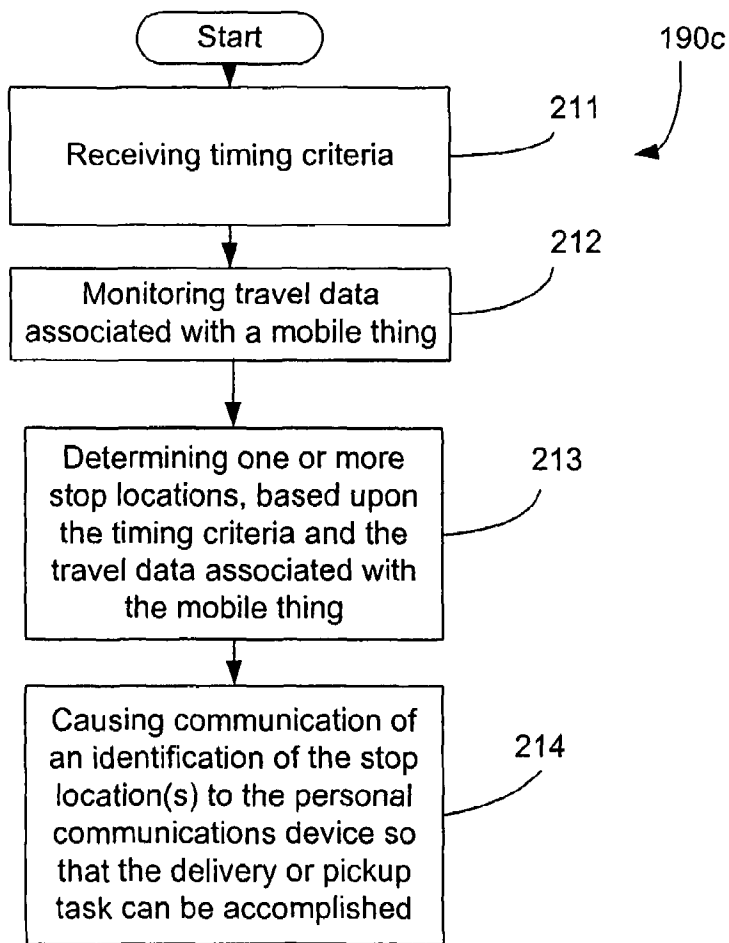 Start
190c
211
Receiving timing criteria
212
Monitoring travel data
associated with a mobile thing
Determining one or more
stop locations, based upon
the timing criteria and the
travel data associated with
the mobile thing
213
Causing communication of
an identification of the stop
location(s) to the personal
communications device so
that the delivery or pickup
task can be accomplished
214